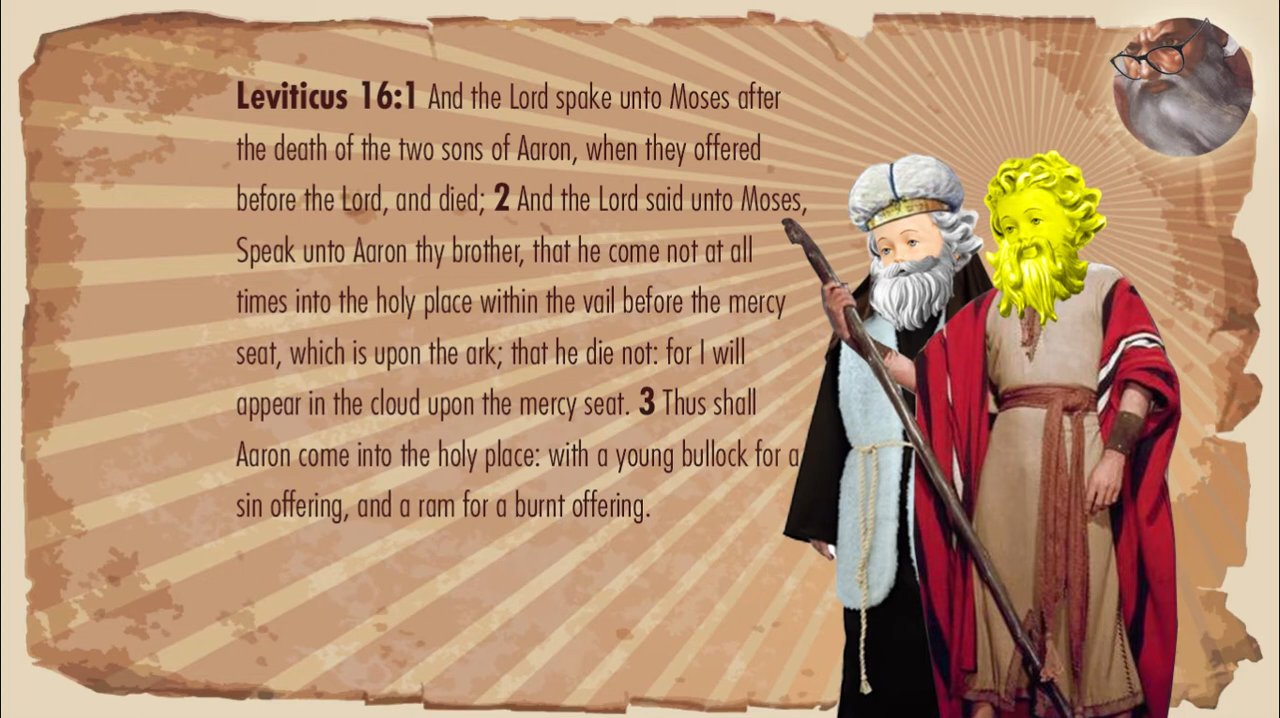 Leviticus 16:1 And the Lord spake unto Moses after
the death of the two sons of Aaron, when they offered
before the Lord, and died; 2 And the Lord said unto Moses,
Speak unto Aaron thy brother, that he come not at all
times into the holy place within the vail before the mercy
seat, which is upon the ark; that he die not: for I will
appear in the cloud upon the mercy seat. 3 Thus shall
Aaron come into the holy place: with a young bullock for a
sin offering, and a ram for a burnt offering.